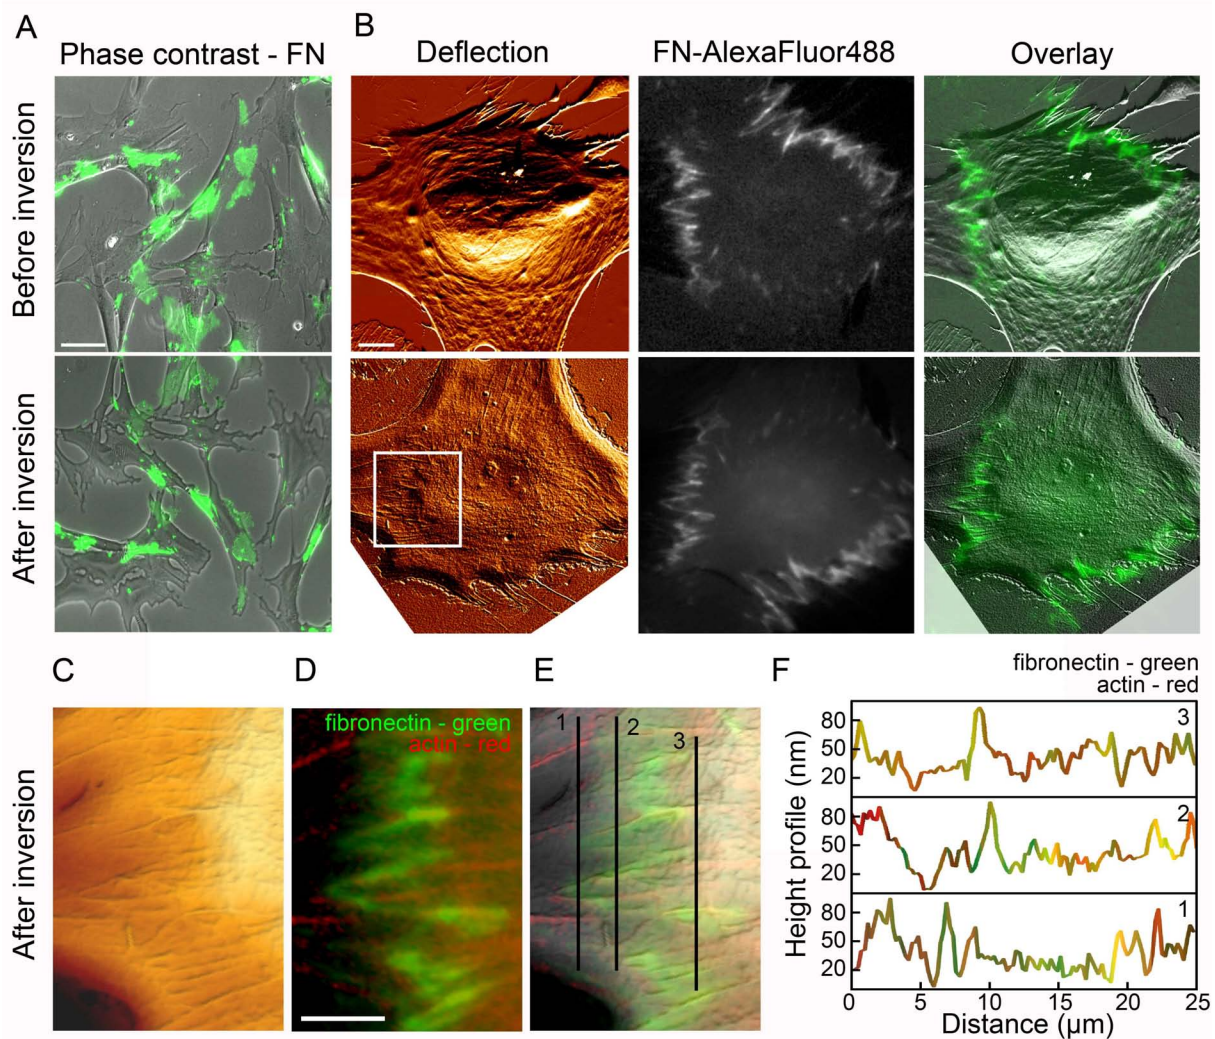 A
B
Phase contrast - FN
Deflection
FN-AlexaFluor488
Overlay
Before inversion
After inversion
C
D
E
F
fibronectin - green
actin - red
After inversion
fibronectin - green
actin - red
1
2
3
Height profile (nm)
80
50
20
3
80
50
20
2
80
50
20
1
0
5
10
15
20
25
Distance (µm)